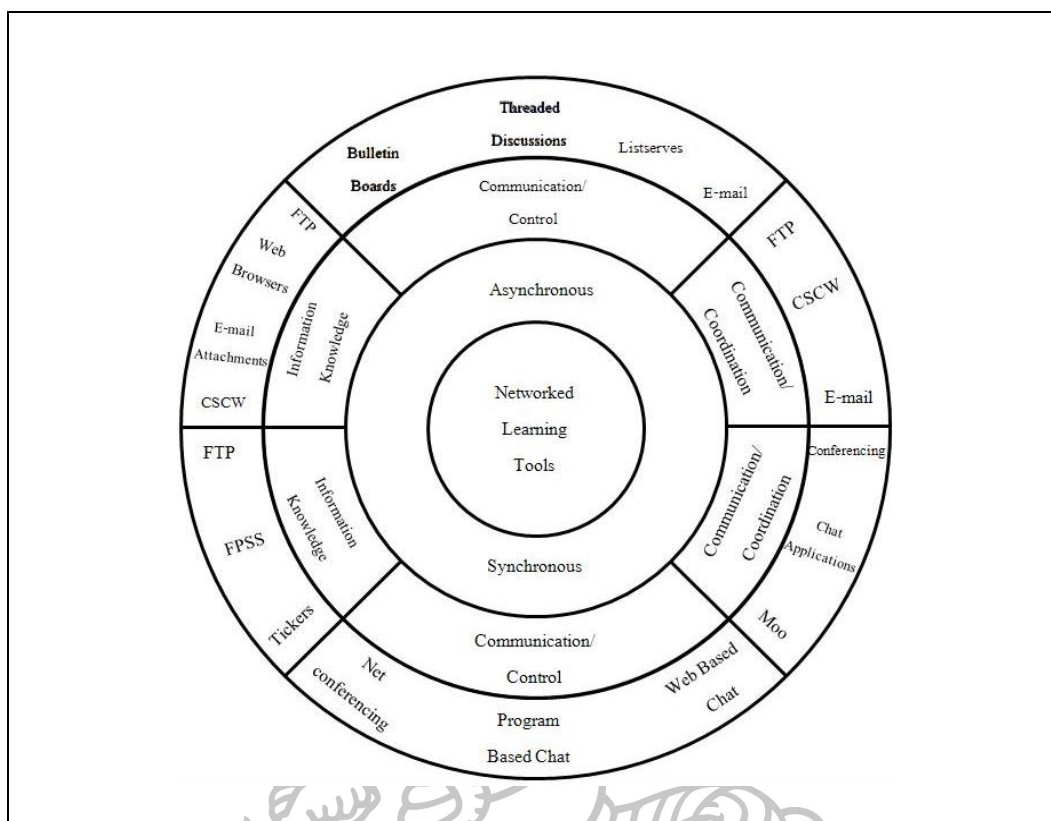 Threaded
Discussions
Listserves
Bulletin
Boards
E-mail
Communication/
Control
FTP
Web
Browsers
E-mail
Attachments
CSCW
Information
Knowledge
Asynchronous
Communication/
Coordination
FTP
CSCW
E-mail
Networked
Learning
Tools
FTP
FPSS
Tickers
Information
Knowledge
Synchronous
Communication/
Coordination
Conferencing
Chat
Applications
Moo
Communication/
Control
Net
conferencing
Program
Based Chat
Web Based
Chat